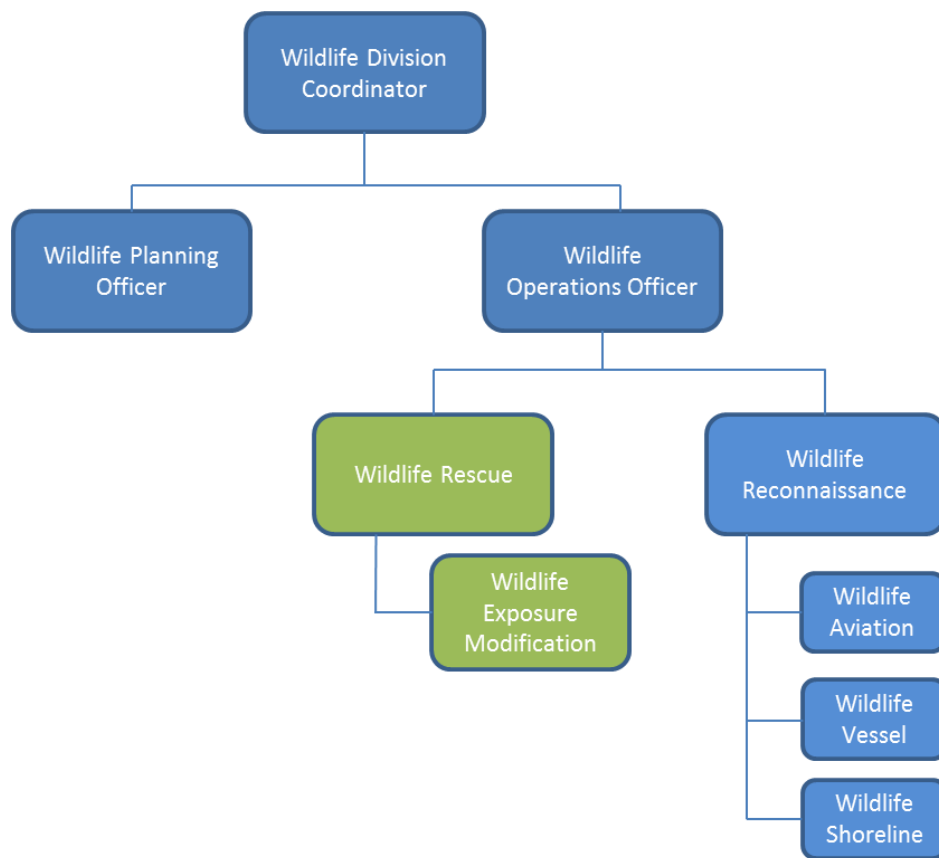 Wildlife Division
Coordinator
Wildlife Planning
Officer
Wildlife
Operations Officer
Wildlife Rescue
Wildlife
Reconnaissance
Wildlife
Exposure
Modification
Wildlife
Aviation
Wildlife
Vessel
Wildlife
Shoreline